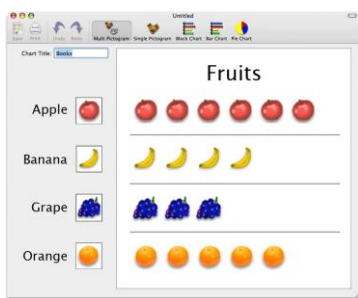 Untitled
Save Print Undo Redo Multi Pictogram Single Pictogram Block Chart Bar Chart Pie Chart
Chart Title: Books
Fruits
Apple
Banana
Grape
Orange